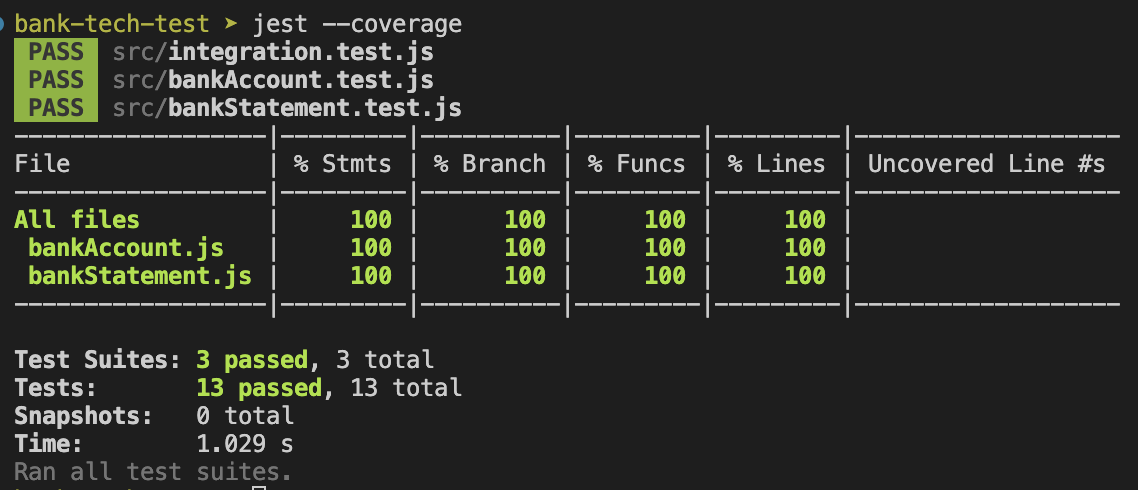 bank-tech-test ➤ jest --coverage
PASS src/integration.test.js
PASS src/bankAccount.test.js
PASS src/bankStatement.test.js
------------------|---------|----------|---------|---------|-------------------
File              | % Stmts | % Branch | % Funcs | % Lines | Uncovered Line #s
------------------|---------|----------|---------|---------|-------------------
All files         |     100 |      100 |     100 |     100 |
 bankAccount.js   |     100 |      100 |     100 |     100 |
 bankStatement.js |     100 |      100 |     100 |     100 |
------------------|---------|----------|---------|---------|-------------------
Test Suites: 3 passed, 3 total
Tests:       13 passed, 13 total
Snapshots:   0 total
Time:        1.029 s
Ran all test suites.